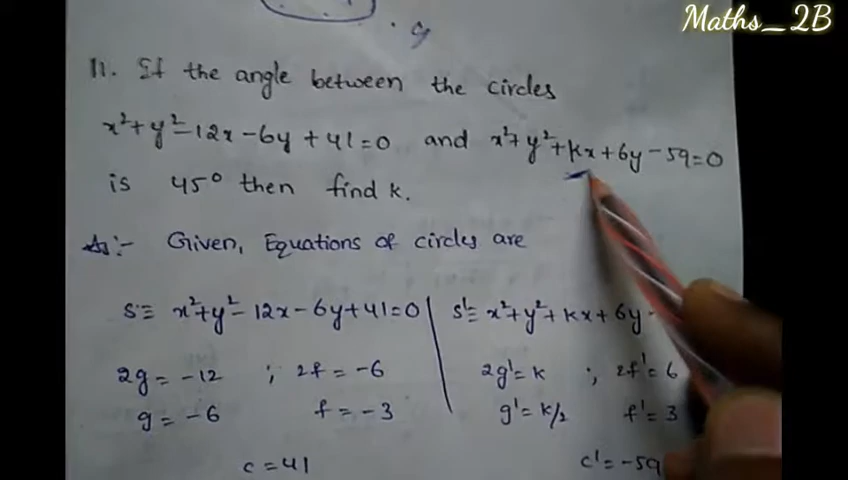 Maths_2B
11. If the angle between the circles
x²+y²-12x-6y+41=0 and x²+y²+kx+6y-59=0
is 45° then find k.
As:- Given, Equations of circles are
S≡ x²+y²-12x-6y+41=0 | S'≡ x²+y²+kx+6y-
2g=-12 ; 2f=-6 2g'=k ; 2f'=6
g=-6 f=-3 g'=k/2 f'=3
c=41 c'=-59